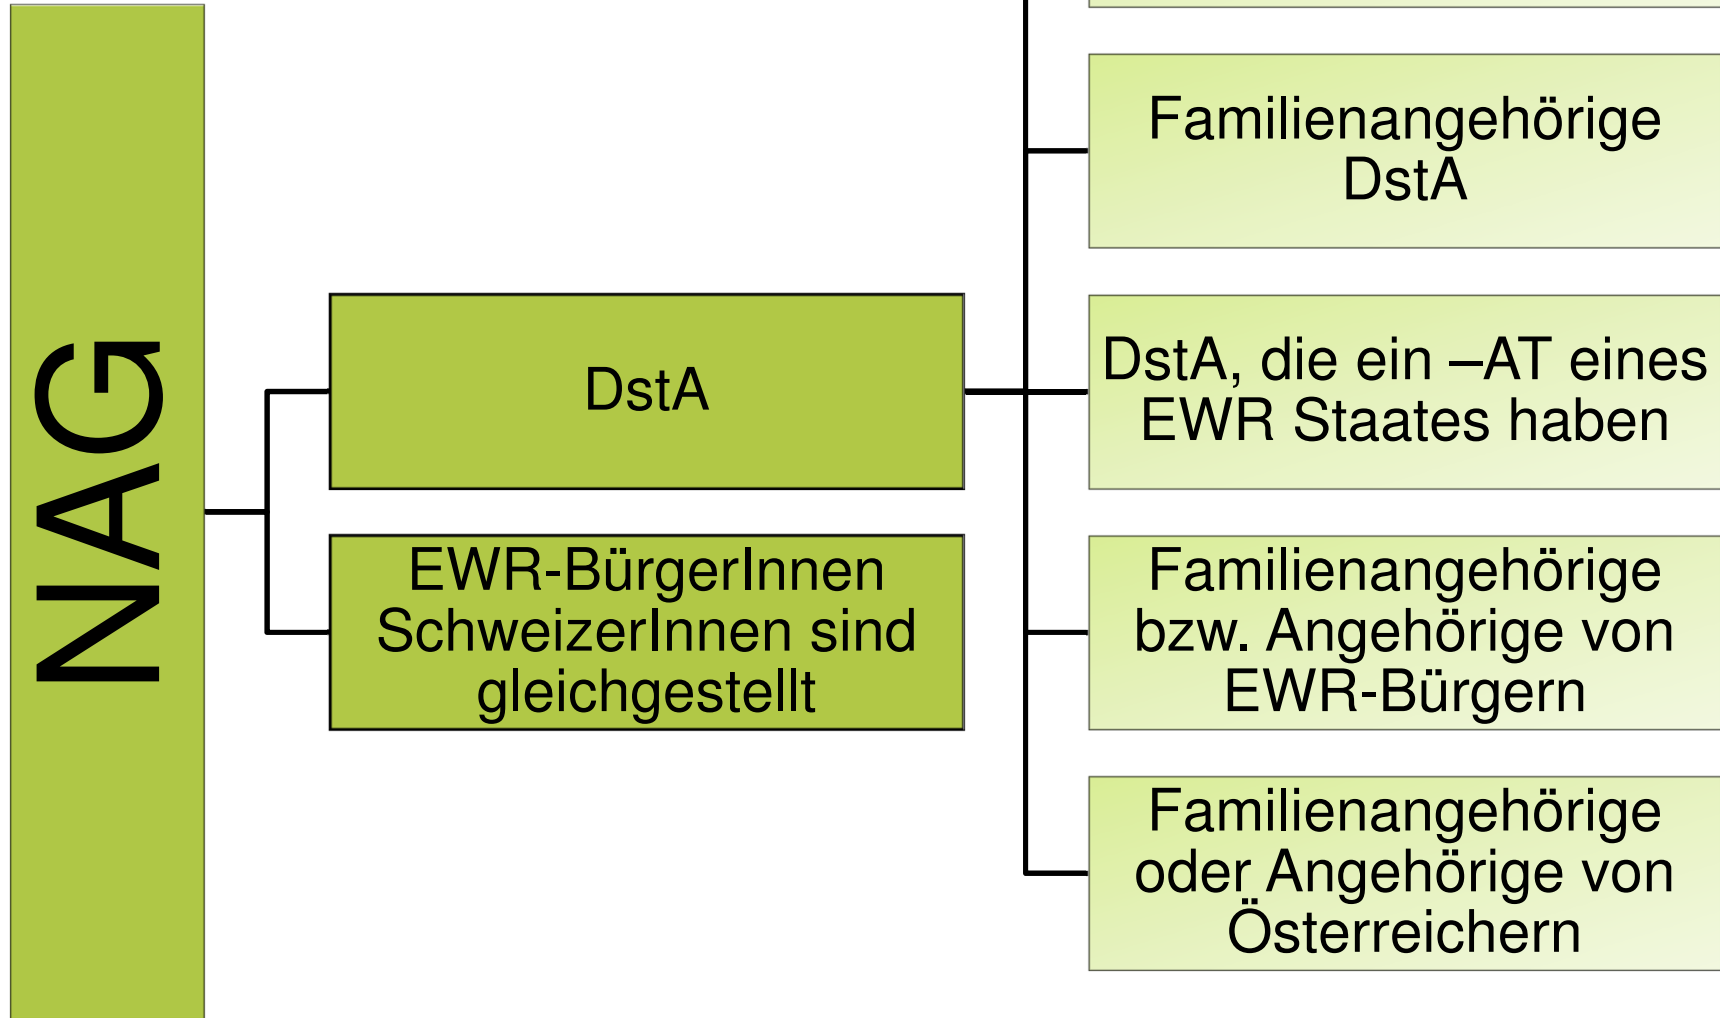 NAG
DstA
EWR-BürgerInnen
SchweizerInnen sind
gleichgestellt
Familienangehörige
DstA
DstA, die ein –AT eines
EWR Staates haben
Familienangehörige
bzw. Angehörige von
EWR-Bürgern
Familienangehörige
oder Angehörige von
Österreichern